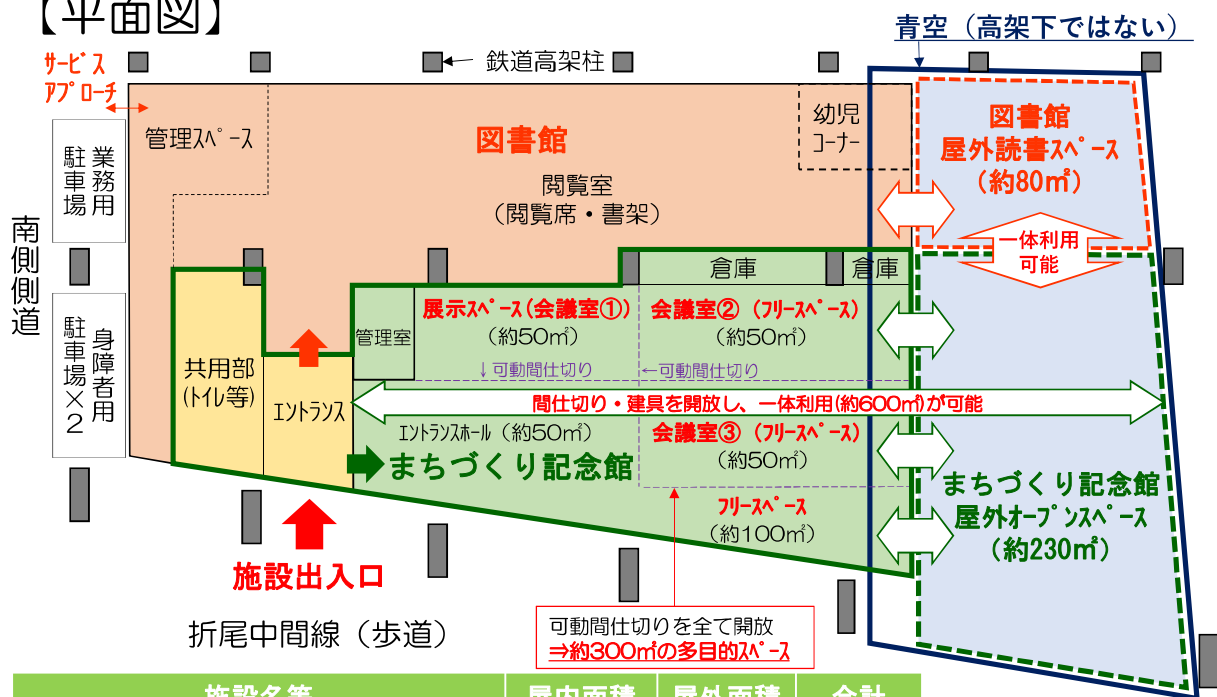 【平面図】
青空（高架下ではない）
サービス
アプローチ
鉄道高架柱
管理スペース
図書館
閲覧室
（閲覧席・書架）
幼児
コーナー
図書館
屋外読書スペース
(約80㎡)
業務用
駐車場
南側側道
一体利用
可能
倉庫
倉庫
展示スペース(会議室①)
（約50㎡）
会議室②（フリースペース）
（約50㎡）
管理室
↓可動間仕切り
←可動間仕切り
身障者用
駐車場×2
共用部
(トイレ等)
エントランス
間仕切り・建具を開放し、一体利用(約600㎡)が可能
エントランスホール（約50㎡）
会議室③（フリースペース）
（約50㎡）
まちづくり記念館
フリースペース
（約100㎡）
まちづくり記念館
屋外オープンスペース
（約230㎡）
施設出入口
折尾中間線（歩道）
可動間仕切りを全て開放
⇒約300㎡の多目的スペース
施設名等 屋内面積 屋外面積 合計